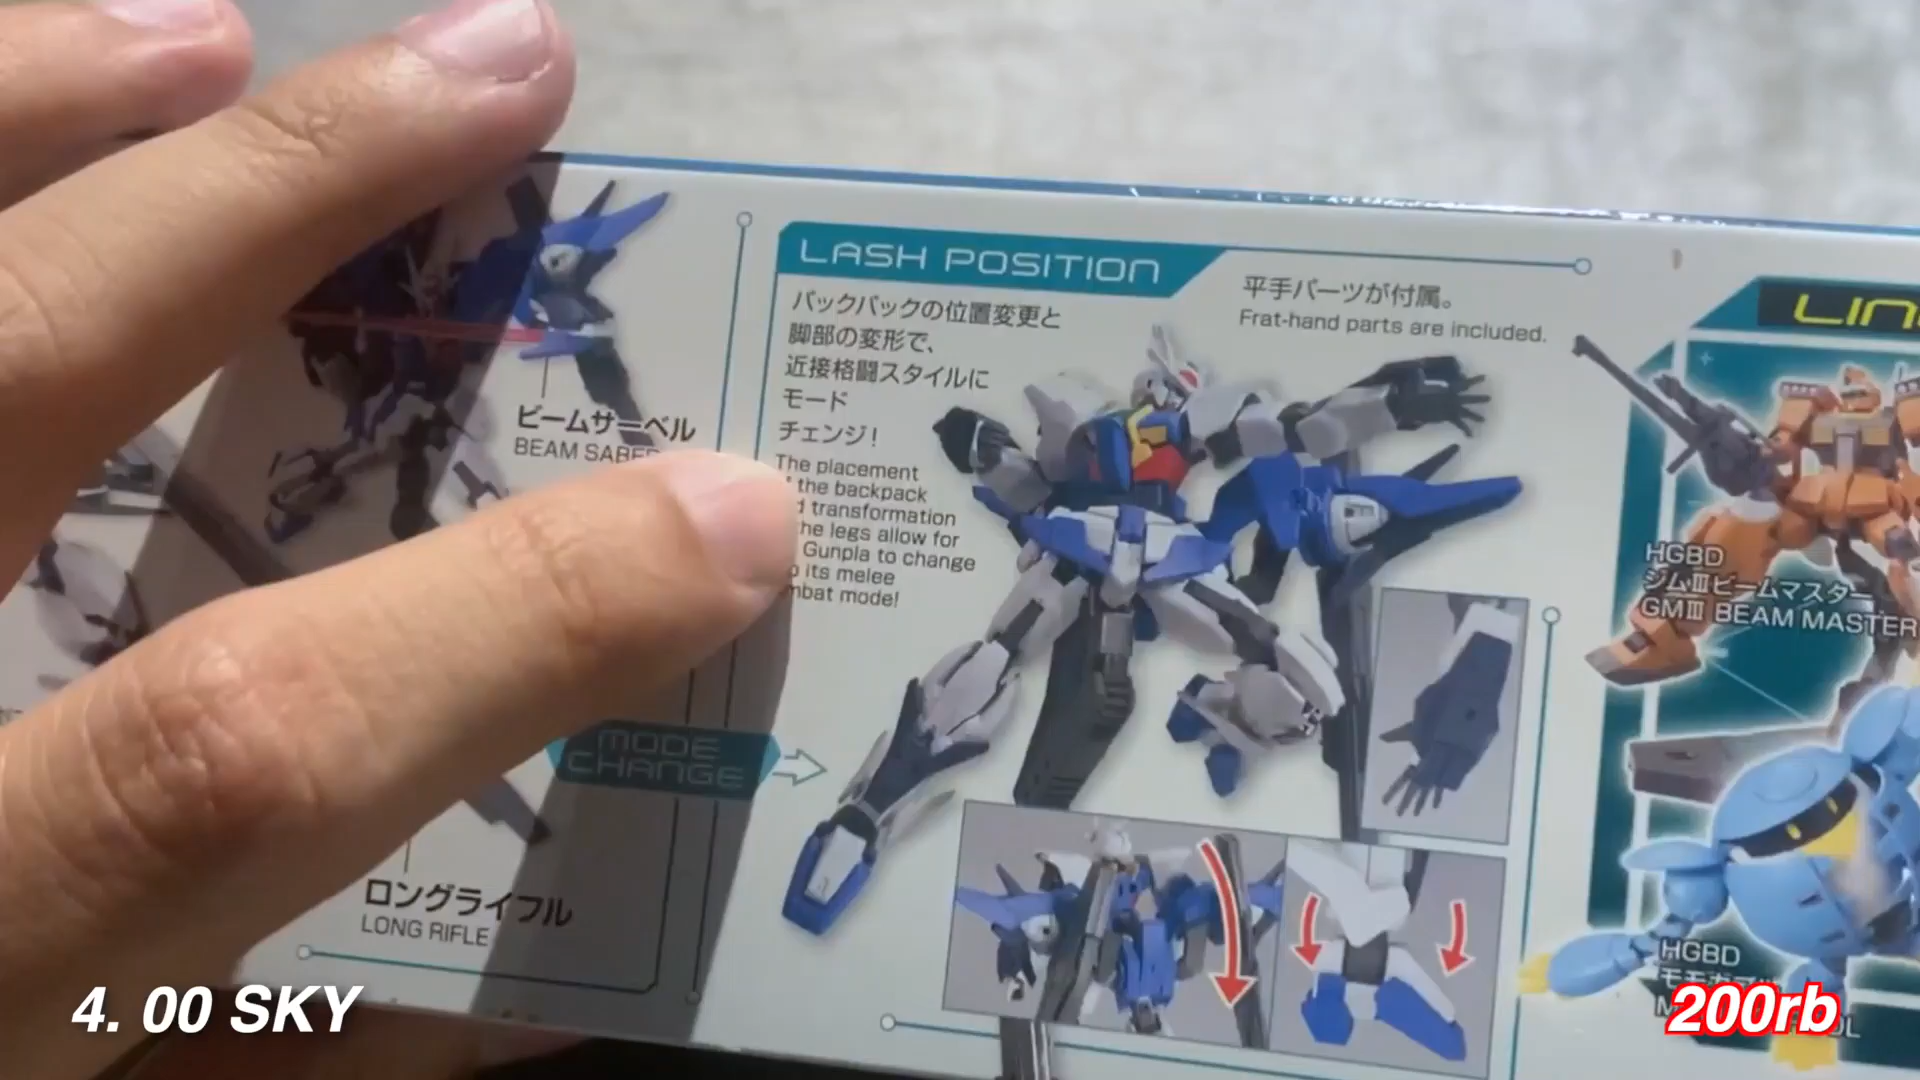 LASH POSITION
バックパックの位置変更と
脚部の変形で、
近接格闘スタイルに
モード
チェンジ!
The placement
the backpack
transformation
legs allow for
Gunpla to change
its melee
mode!
平手パーツが付属。
Frat-hand parts are included.
ビームサーベル
BEAM
MODE
CHANGE
ロングライフル
LONG RIFLE
HGBD
ジムⅢビームマスター
GMⅢ BEAM MASTER
HGBD
4. 00 SKY
200rb